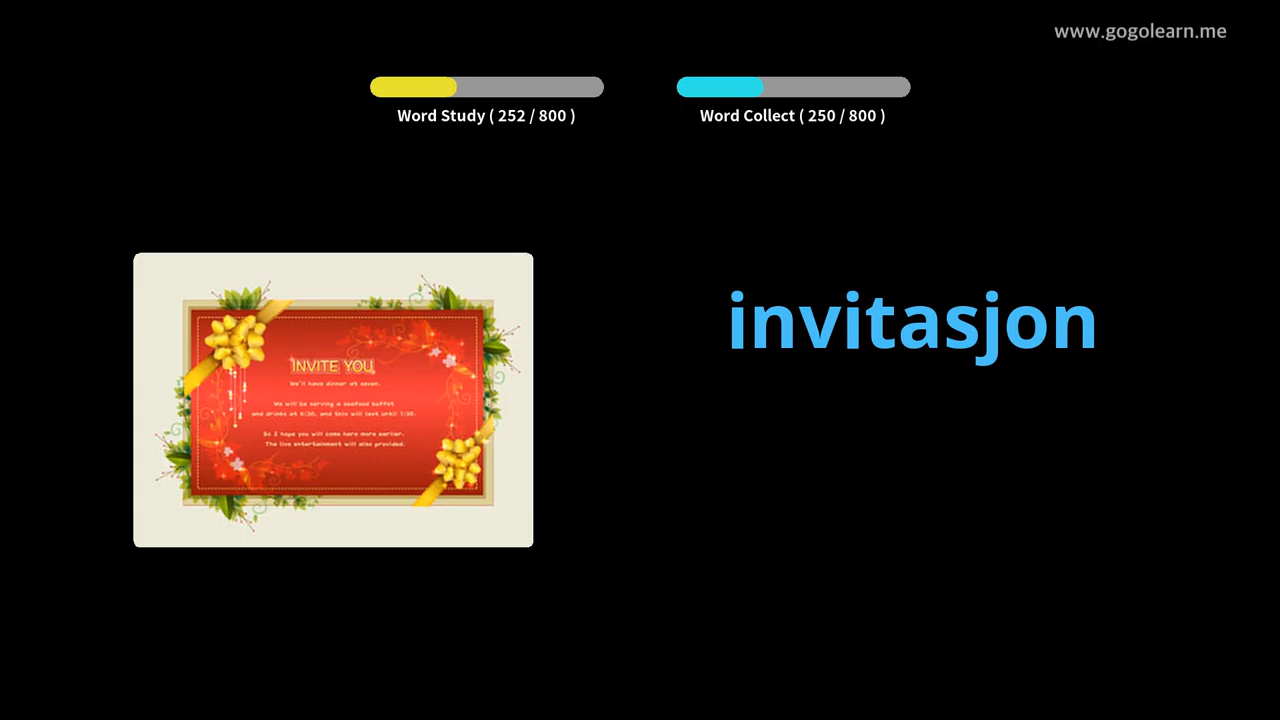 www.gogolearn.me
Word Study ( 252 / 800 )
Word Collect ( 250 / 800 )
INVITE YOU
We'll have dinner at seven.
We will be serving a seafood buffet
and drinks at 6:30, and this will last until 7:30.
So I hope you will come here more earlier.
The live entertainment will also provided.
invitasjon